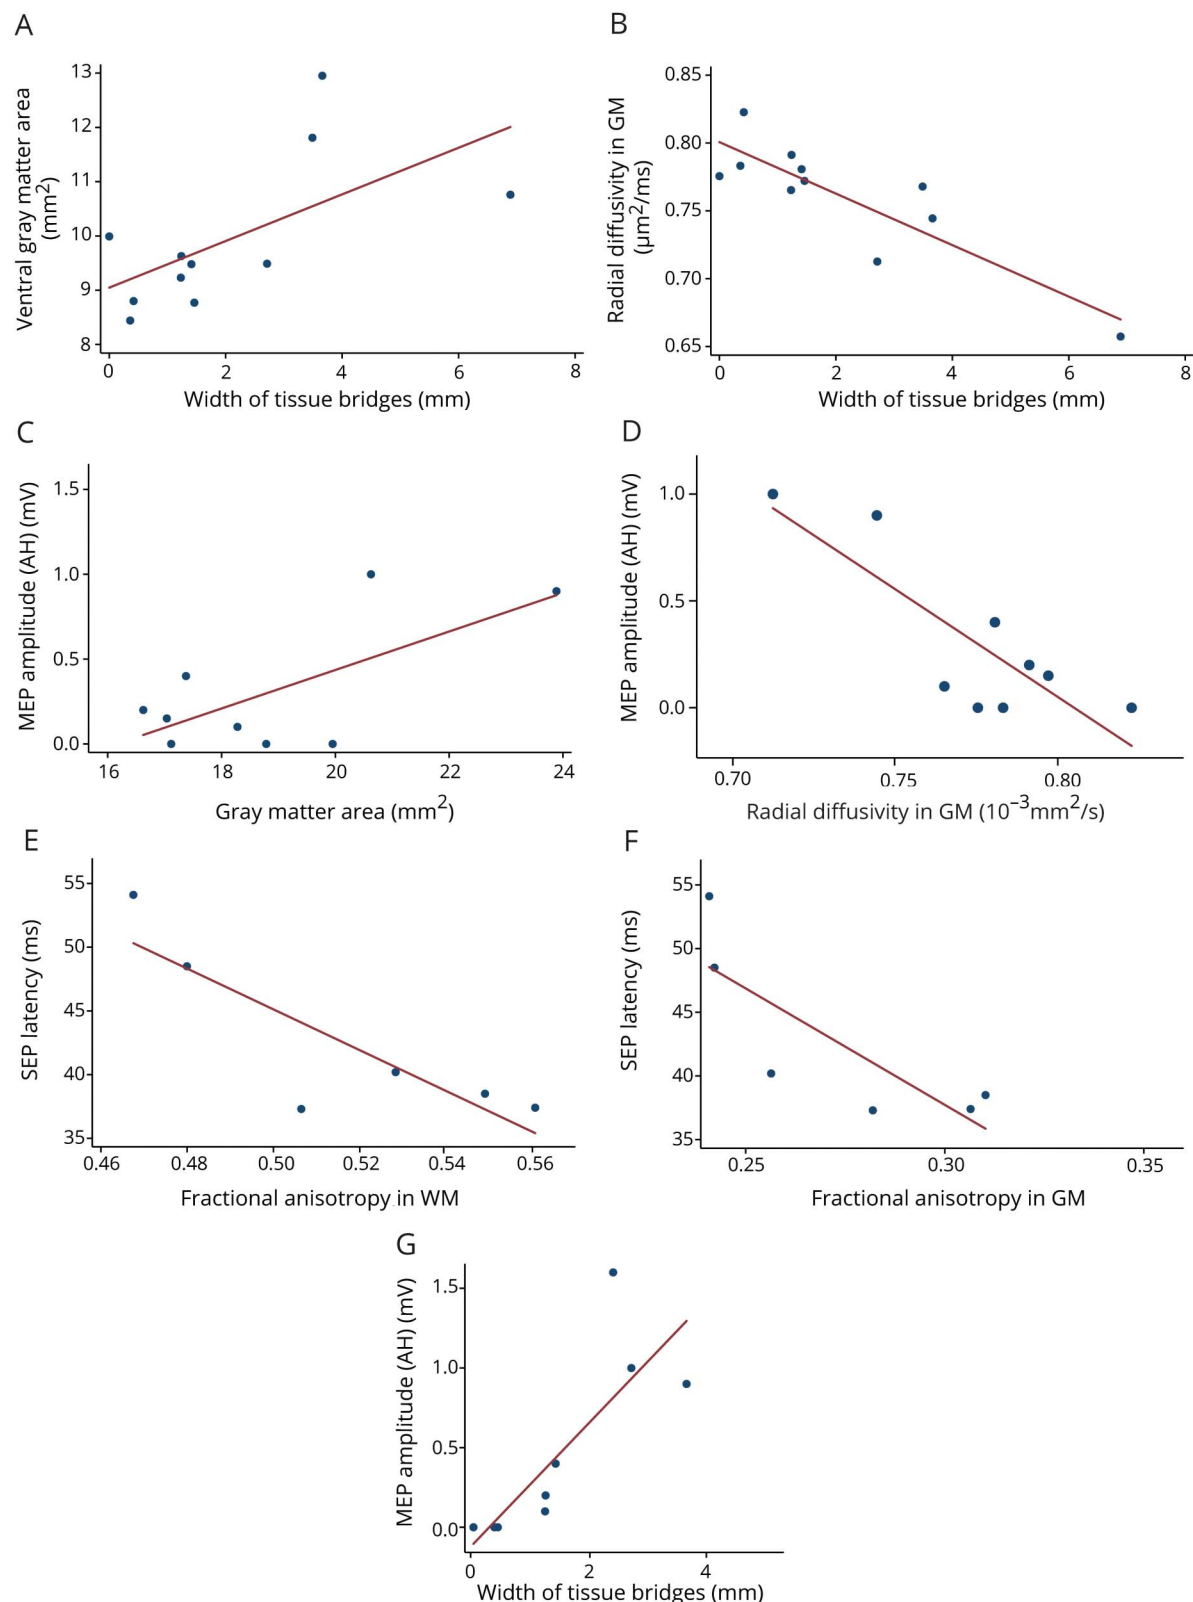 A
Ventral gray matter area
(mm2)
13
12
11
10
9
8
0 2 4 6 8
Width of tissue bridges (mm)
B
Radial diffusivity in GM
(μm2/ms)
0.85
0.80
0.75
0.70
0.65
0 2 4 6 8
Width of tissue bridges (mm)
C
MEP amplitude (AH) (mV)
1.5
1.0
0.5
0.0
16 18 20 22 24
Gray matter area (mm2)
D
MEP amplitude (AH) (mV)
1.0
0.5
0.0
0.70 0.75 0.80
Radial diffusivity in GM (10−3mm2/s)
E
SEP latency (ms)
55
50
45
40
35
0.46 0.48 0.50 0.52 0.54 0.56
Fractional anisotropy in WM
F
SEP latency (ms)
55
50
45
40
35
0.25 0.30 0.35
Fractional anisotropy in GM
G
MEP amplitude (AH) (mV)
1.5
1.0
0.5
0.0
0 2 4
Width of tissue bridges (mm)